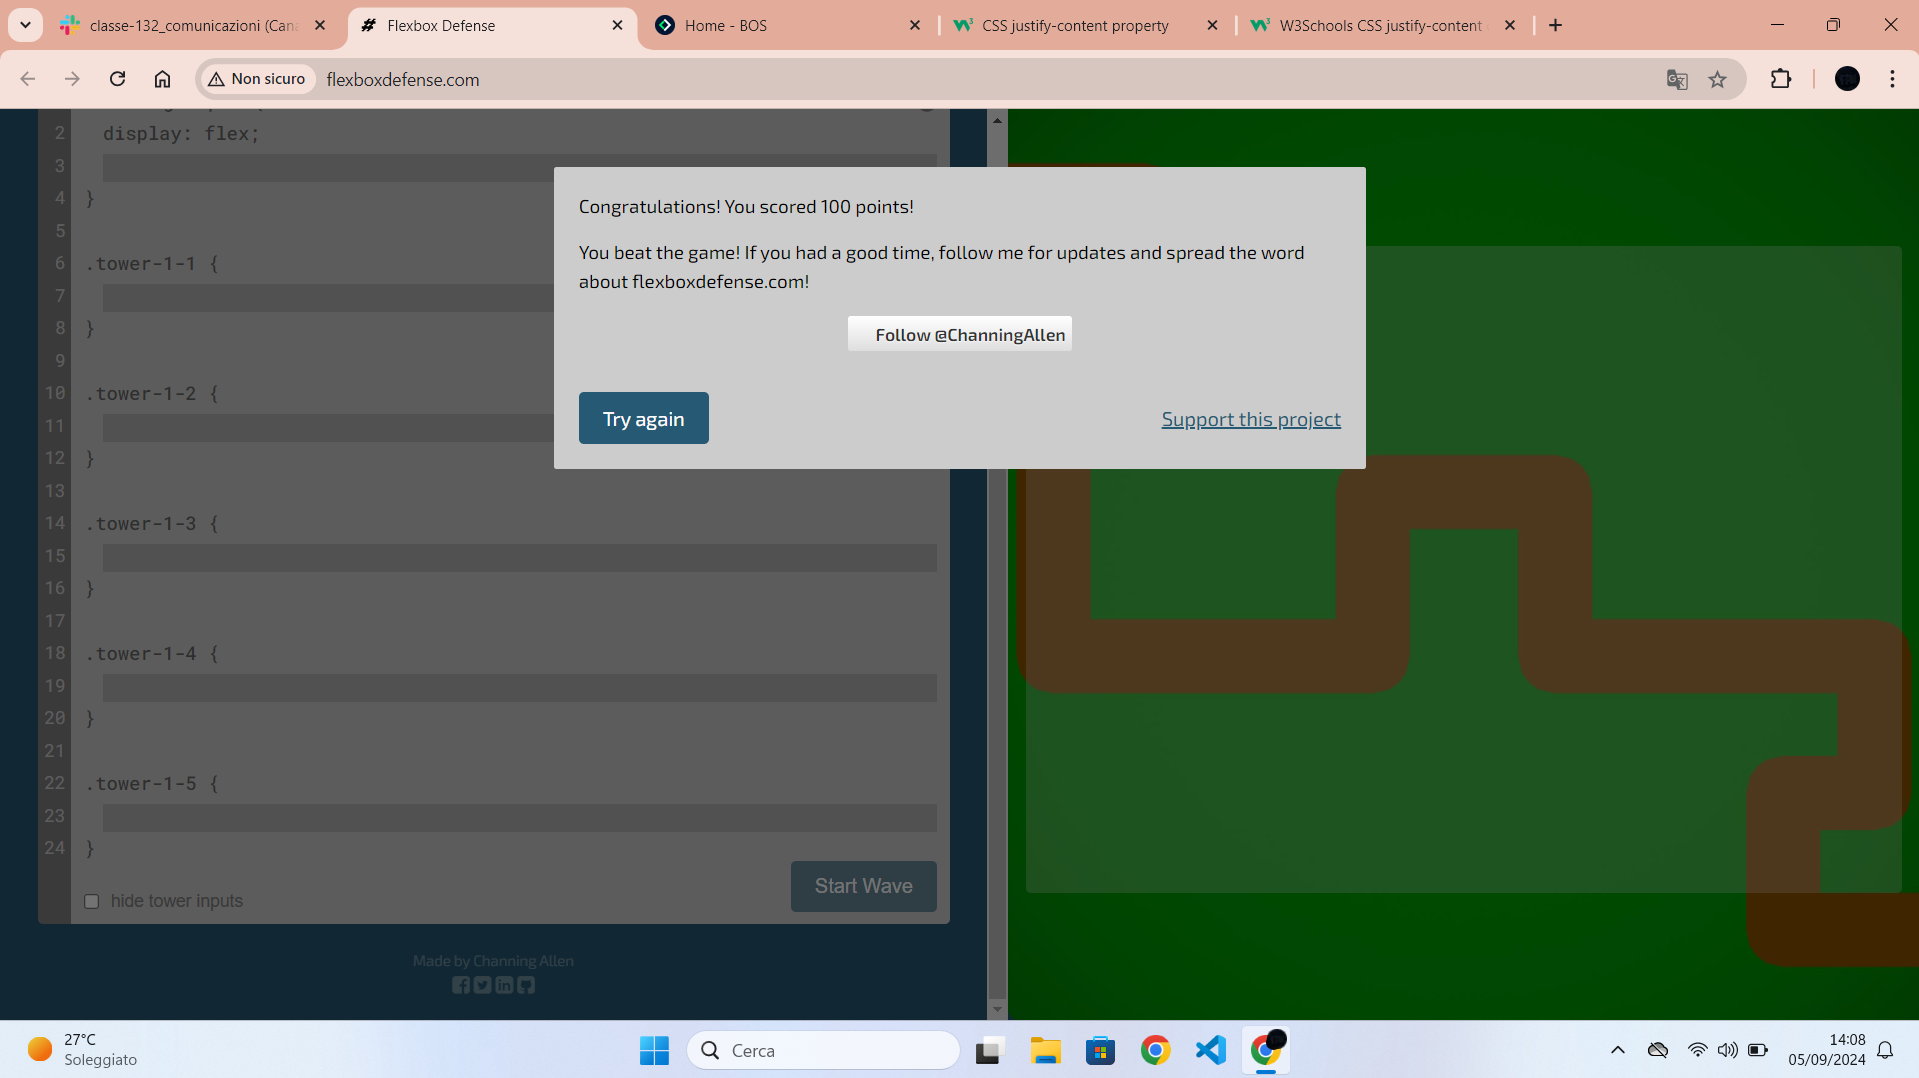 classe-132_comunicazioni (Cana
Flexbox Defense
Home - BOS
CSS justify-content property
W3Schools CSS justify-content
Non sicuro
flexboxdefense.com
2 display: flex;
3
4 }
5
6 .tower-1-1 {
7
8 }
9
10 .tower-1-2 {
11
12 }
13
14 .tower-1-3 {
15
16 }
17
18 .tower-1-4 {
19
20 }
21
22 .tower-1-5 {
23
24 }
hide tower inputs
Start Wave
Made by Channing Allen
Congratulations! You scored 100 points!
You beat the game! If you had a good time, follow me for updates and spread the word
about flexboxdefense.com!
Follow @ChanningAllen
Try again
Support this project
27°C
Soleggiato
Cerca
14:08
05/09/2024